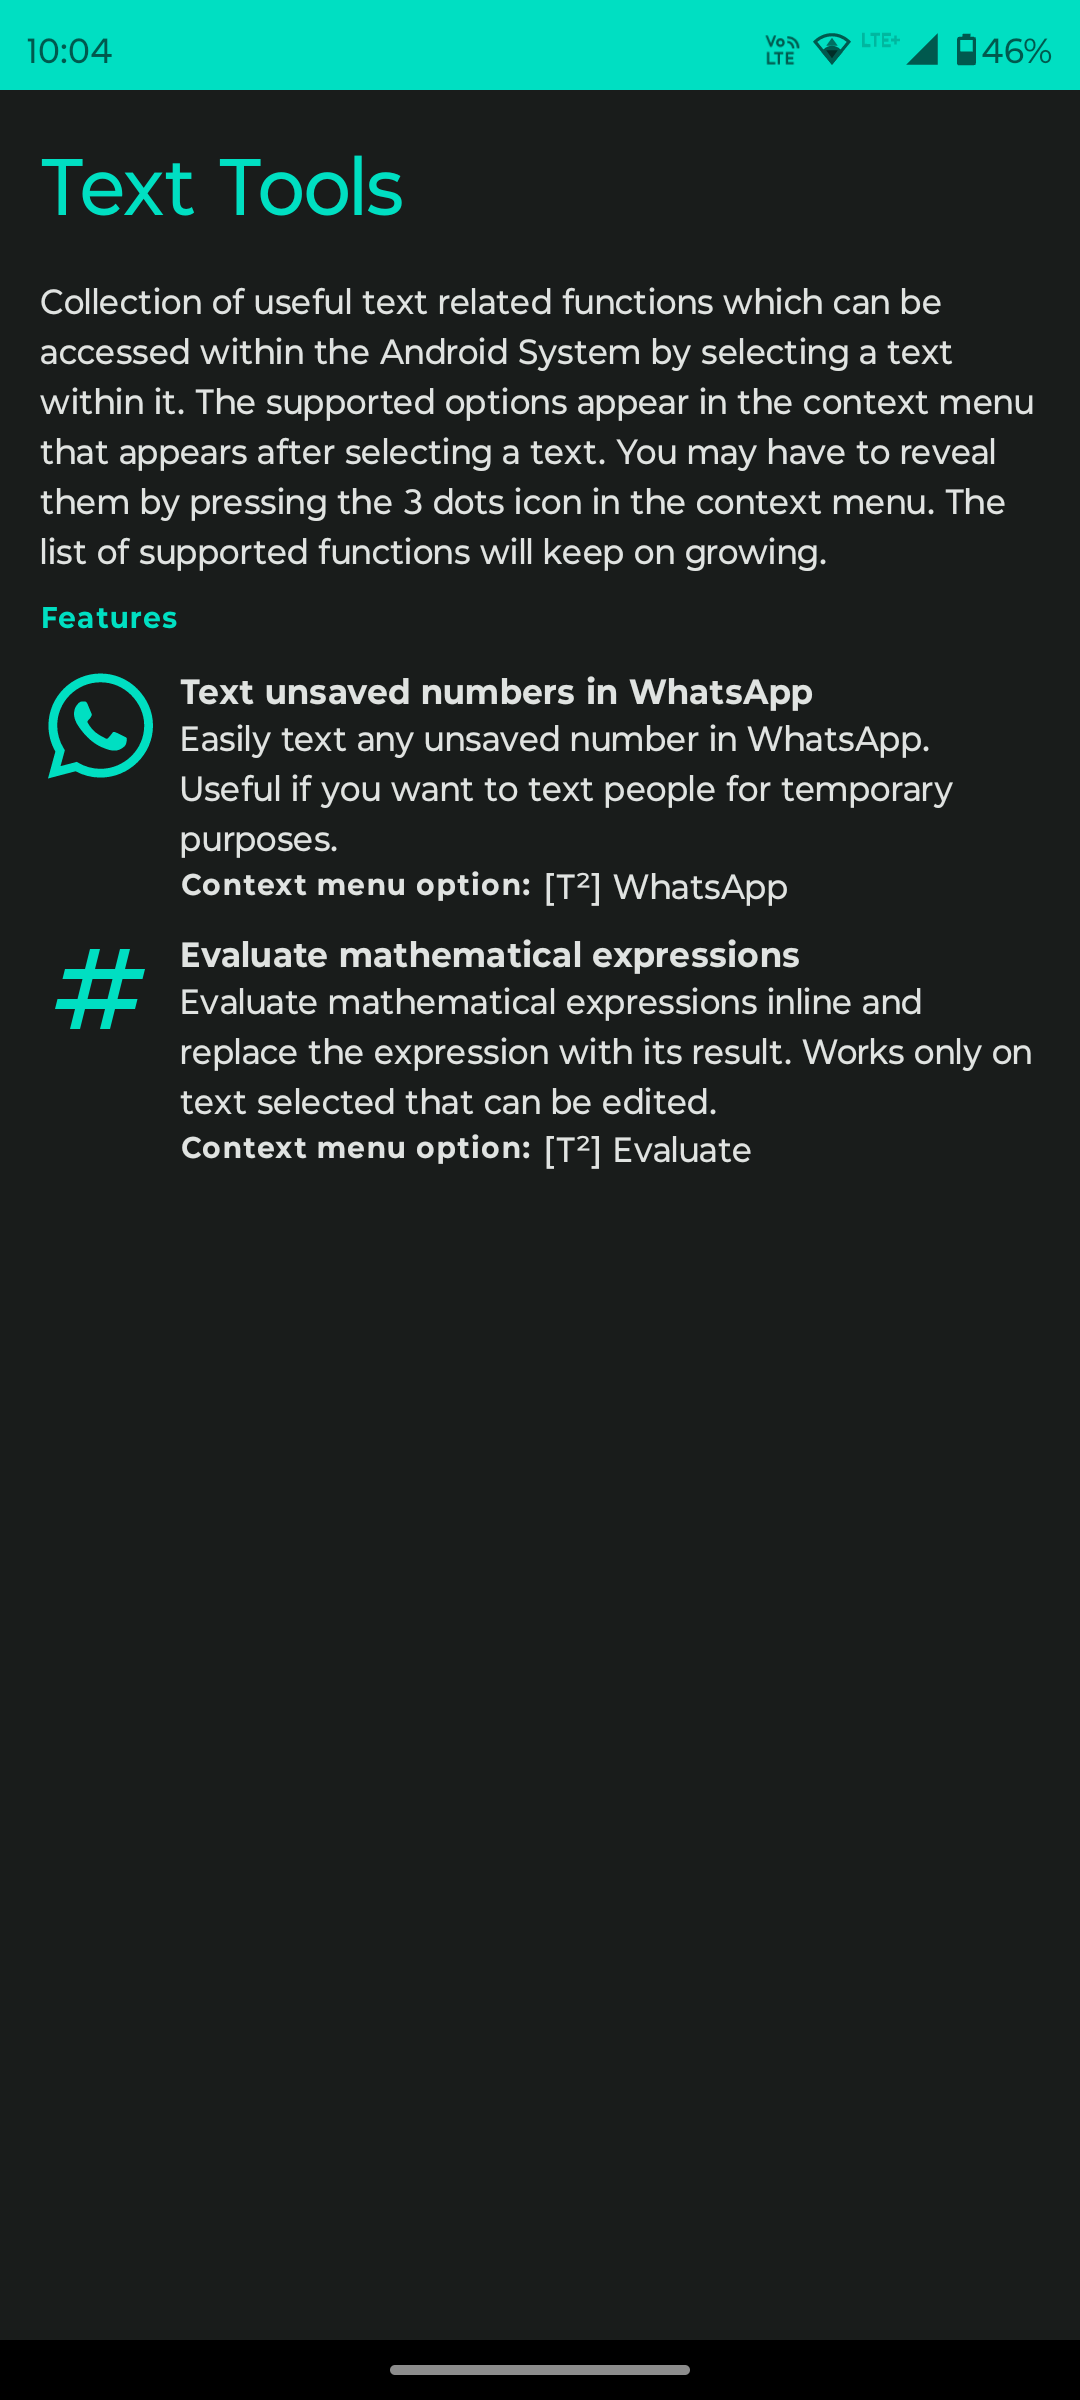 10:04
Vo
LTE
LTE+
46%
Text Tools
Collection of useful text related functions which can be
accessed within the Android System by selecting a text
within it. The supported options appear in the context menu
that appears after selecting a text. You may have to reveal
them by pressing the 3 dots icon in the context menu. The
list of supported functions will keep on growing.
Features
Text unsaved numbers in WhatsApp
Easily text any unsaved number in WhatsApp.
Useful if you want to text people for temporary
purposes.
Context menu option: [T²] WhatsApp
#
Evaluate mathematical expressions
Evaluate mathematical expressions inline and
replace the expression with its result. Works only on
text selected that can be edited.
Context menu option: [T²] Evaluate